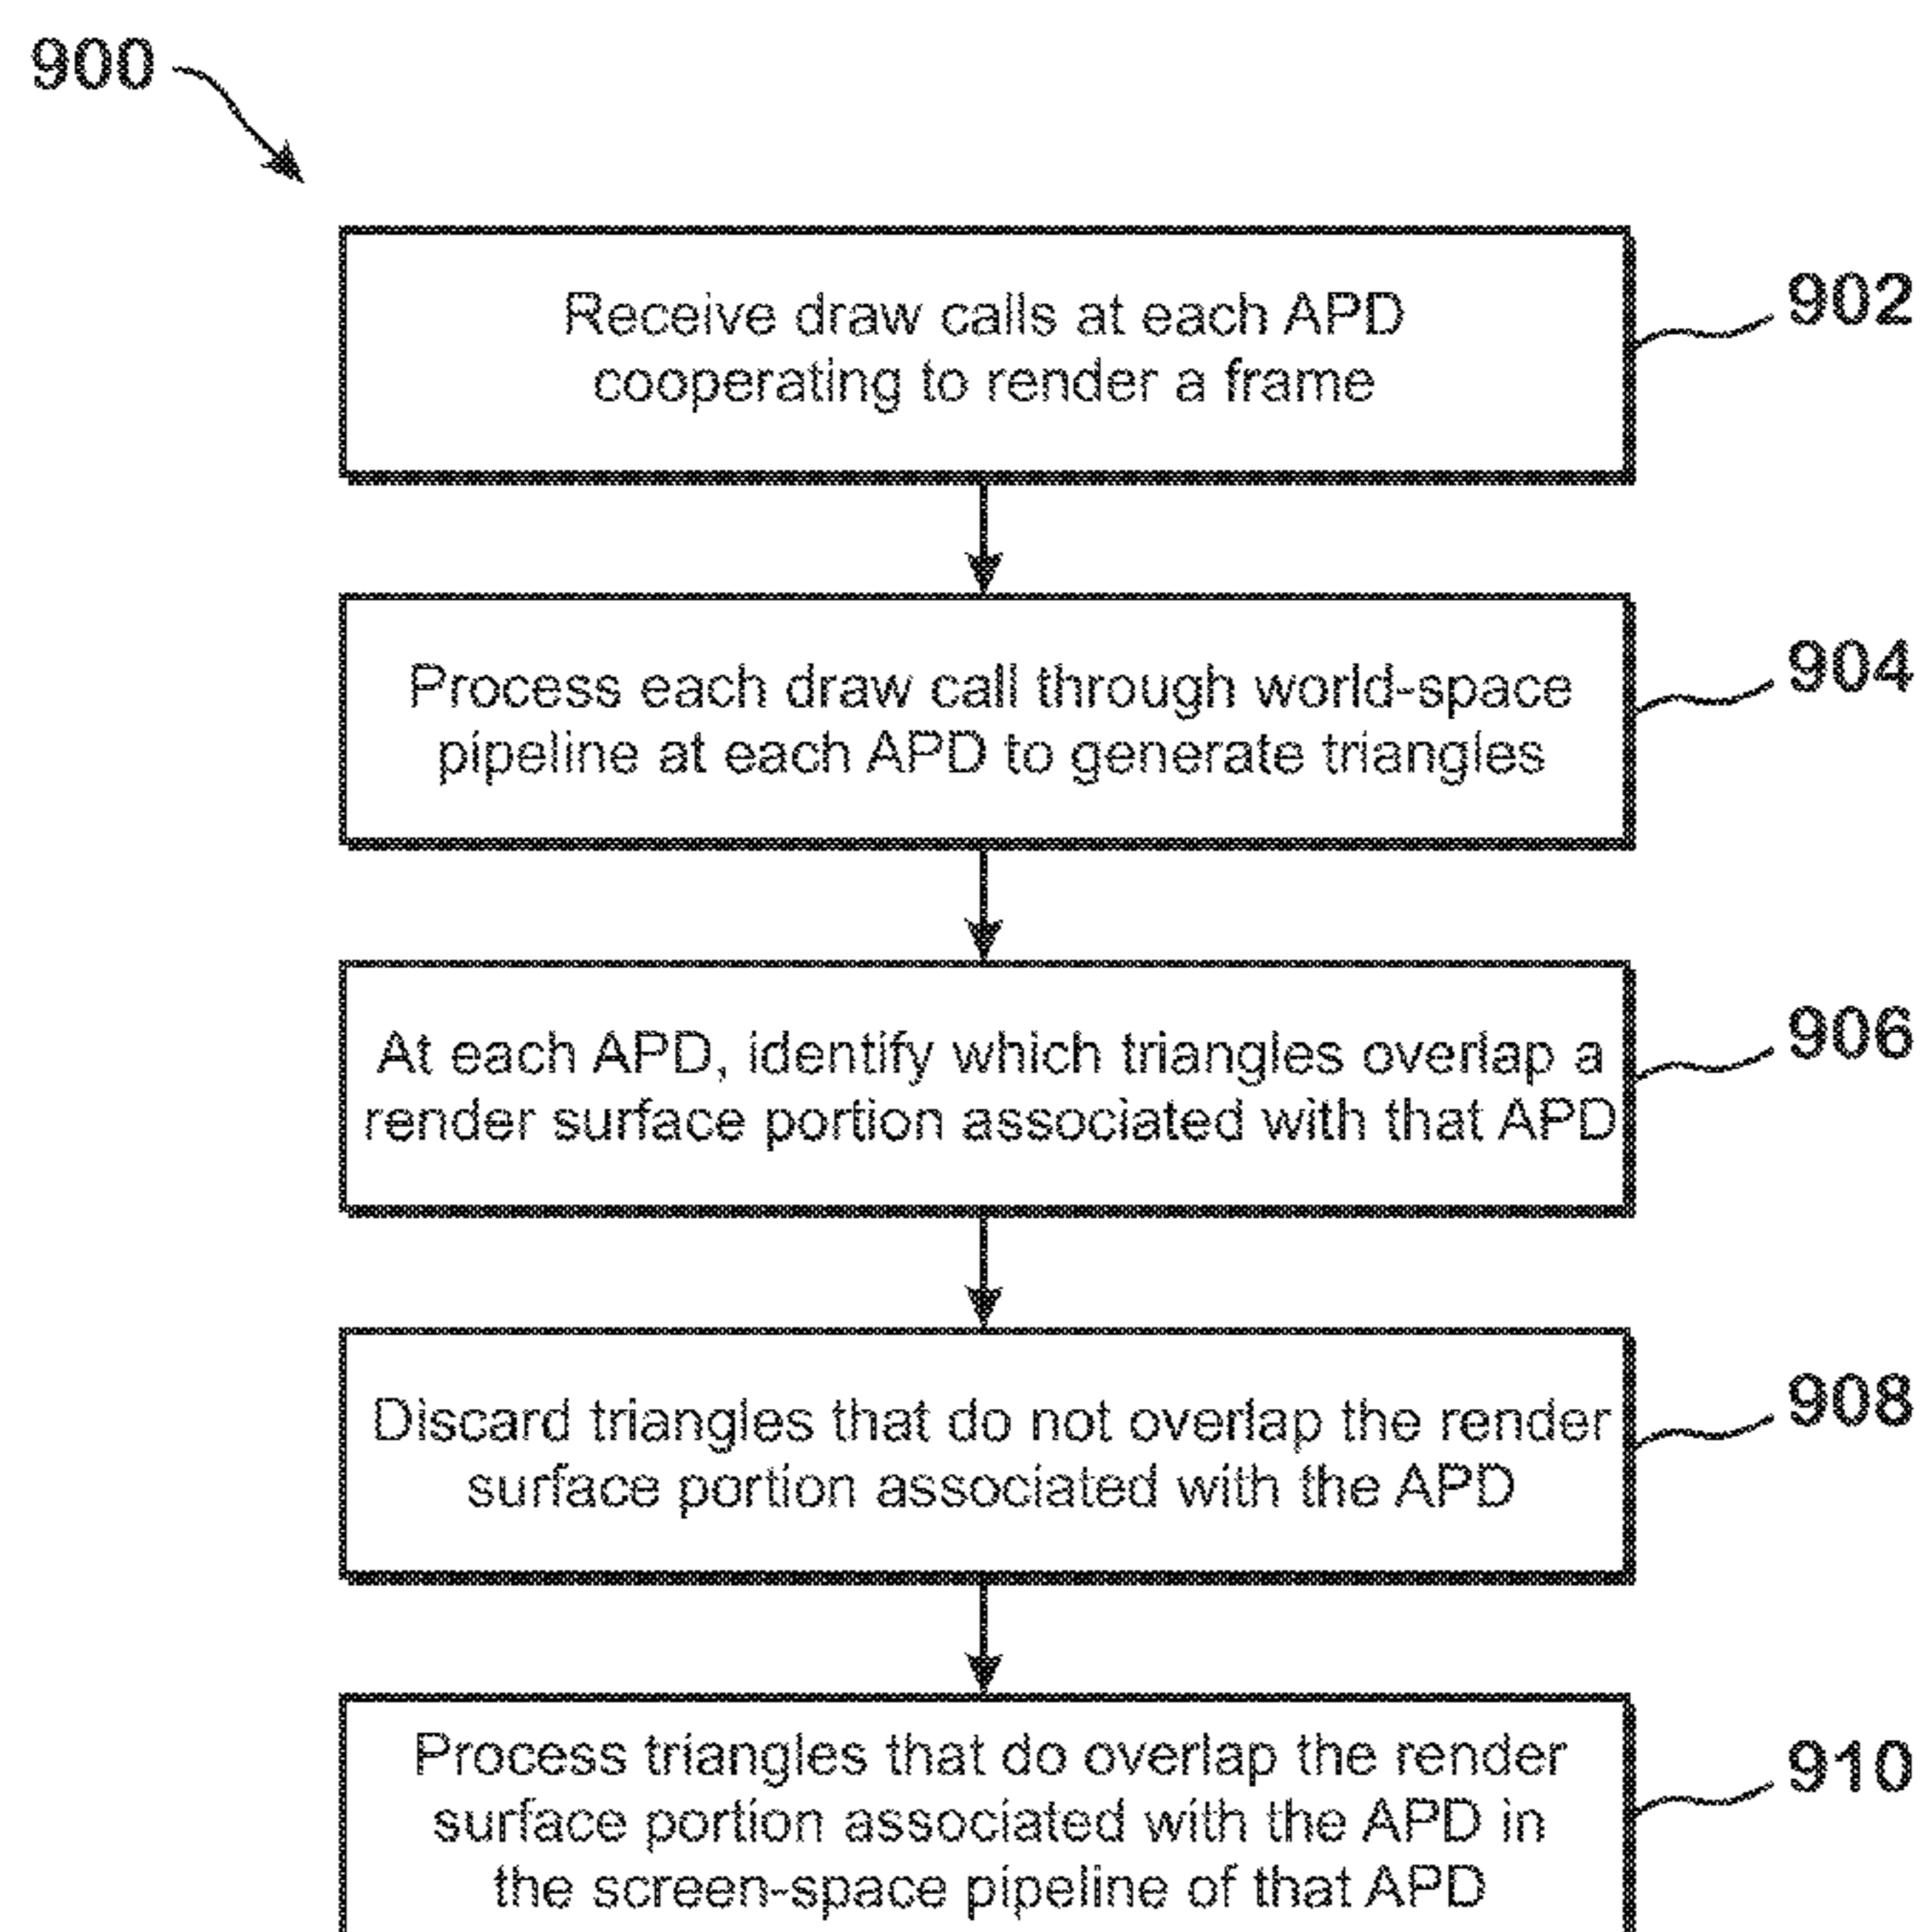 900
Receive draw calls at each APD
cooperating to render a frame
902
Process each draw call through world-space
pipeline at each APD to generate triangles
904
At each APD, identify which triangles overlap a
render surface portion associated with that APD
906
Discard triangles that do not overlap the render
surface portion associated with the APD
908
Process triangles that do overlap the render
surface portion associated with the APD in
the screen-space pipeline of that APD
910